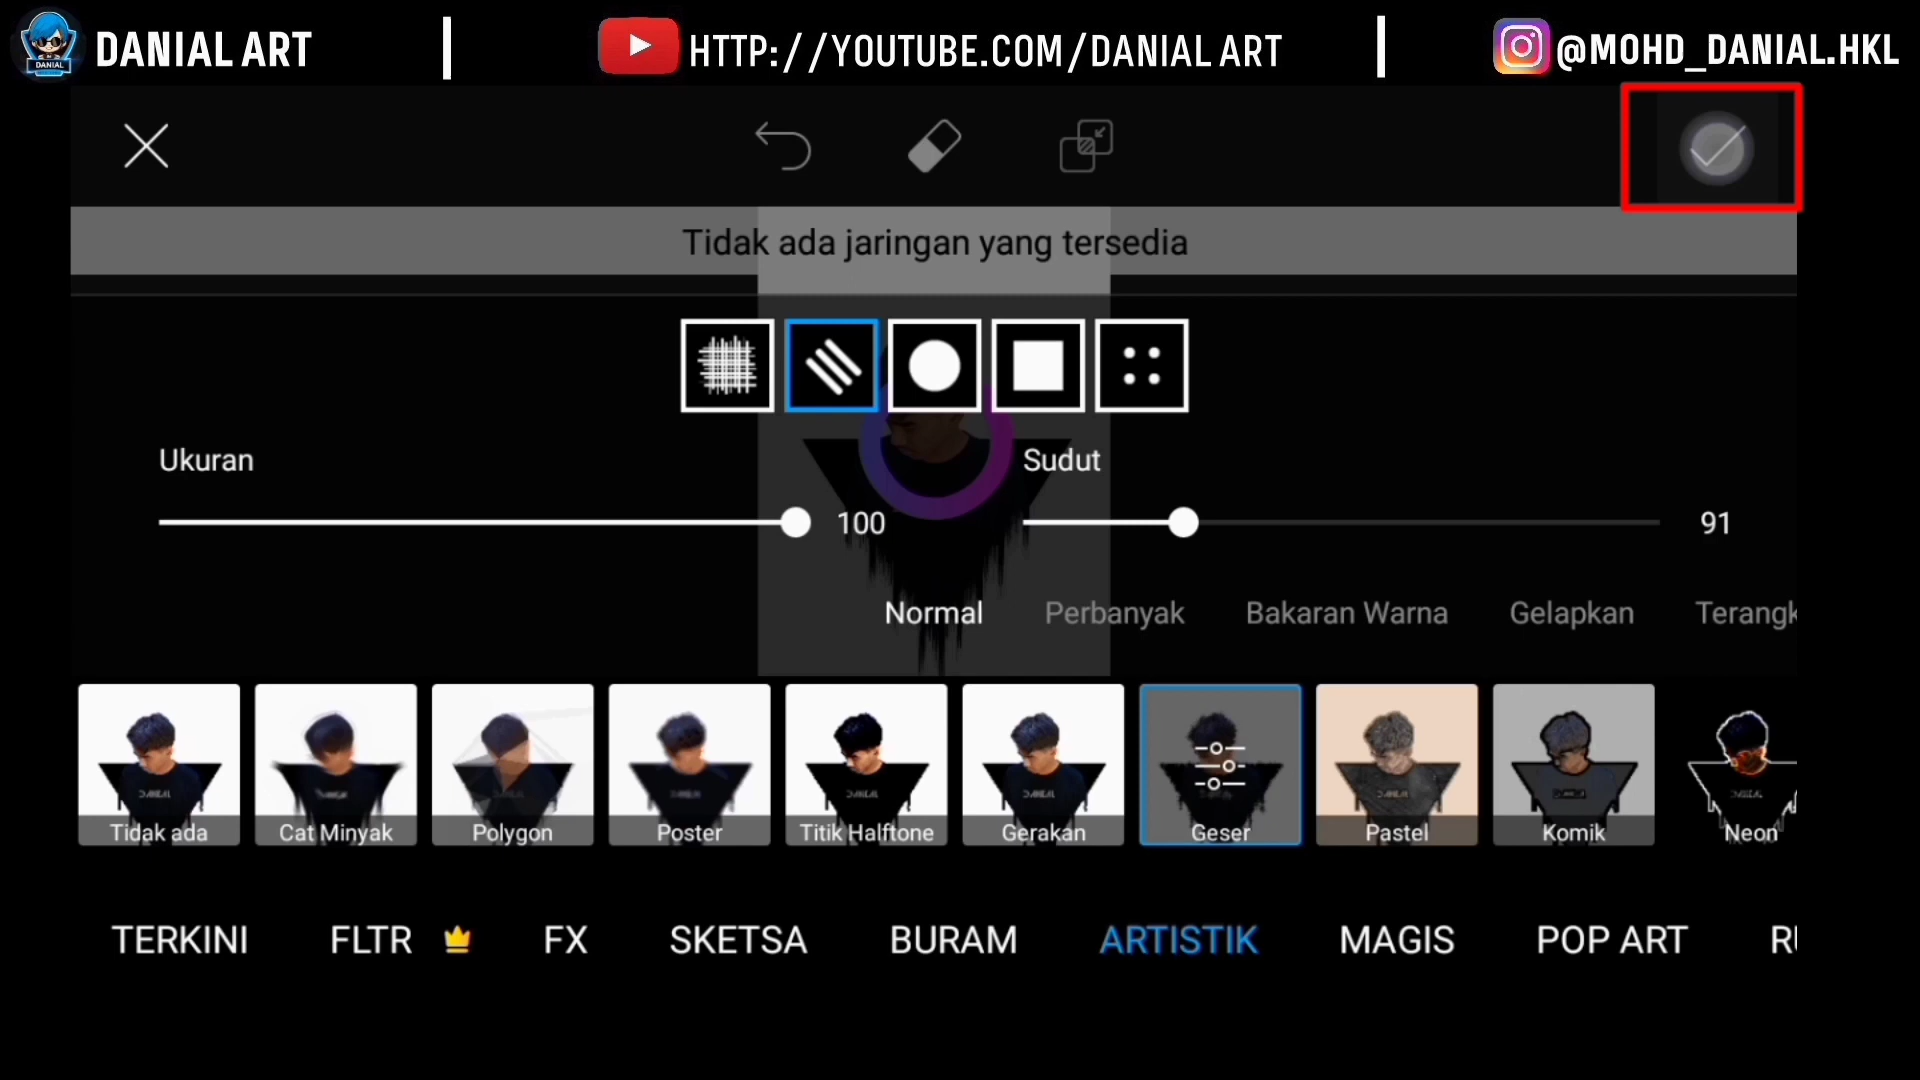 DANIAL ART
HTTP://YOUTUBE.COM/DANIAL ART
@MOHD_DANIAL.HKL
DANIAL
Tidak ada jaringan yang tersedia
Ukuran
100
Sudut
91
Normal
Perbanyak
Bakaran Warna
Gelapkan
Terangk
Tidak ada
Cat Minyak
Polygon
Poster
Titik Halftone
Gerakan
Geser
Pastel
Komik
Neon
TERKINI
FLTR
FX
SKETSA
BURAM
ARTISTIK
MAGIS
POP ART